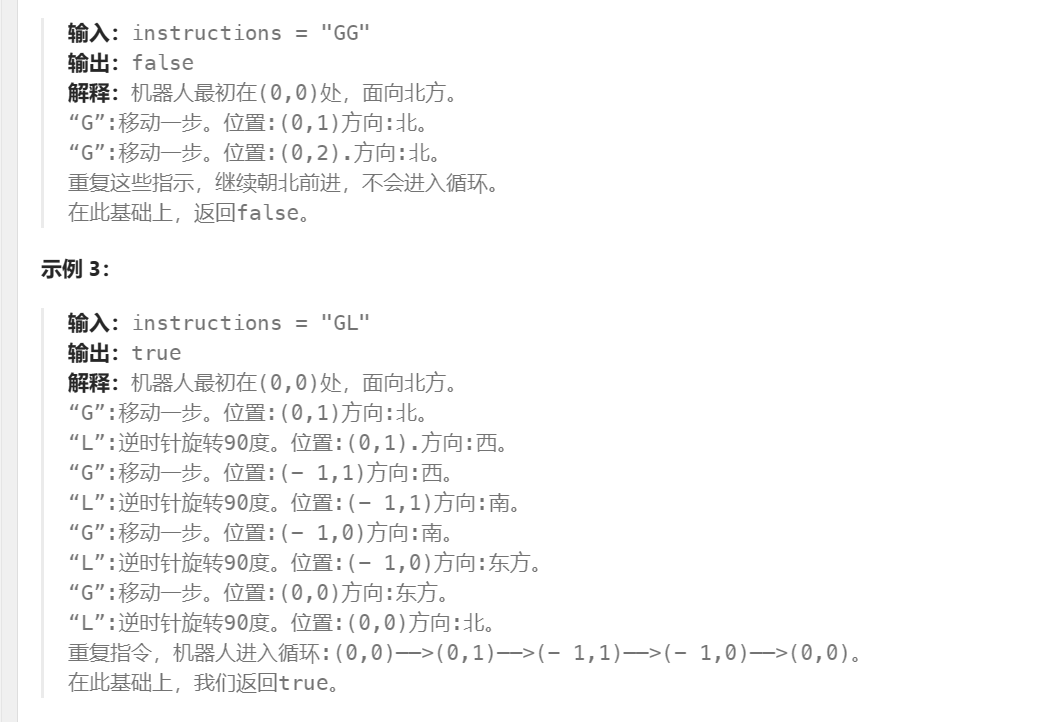 输入：instructions = "GG"
输出：false
解释：机器人最初在(0,0)处，面向北方。
“G”:移动一步。位置:(0,1)方向:北。
“G”:移动一步。位置:(0,2).方向:北。
重复这些指示，继续朝北前进，不会进入循环。
在此基础上，返回false。
示例 3：
输入：instructions = "GL"
输出：true
解释：机器人最初在(0,0)处，面向北方。
“G”:移动一步。位置:(0,1)方向:北。
“L”:逆时针旋转90度。位置:(0,1).方向:西。
“G”:移动一步。位置:(- 1,1)方向:西。
“L”:逆时针旋转90度。位置:(- 1,1)方向:南。
“G”:移动一步。位置:(- 1,0)方向:南。
“L”:逆时针旋转90度。位置:(- 1,0)方向:东方。
“G”:移动一步。位置:(0,0)方向:东方。
“L”:逆时针旋转90度。位置:(0,0)方向:北。
重复指令，机器人进入循环:(0,0)——>(0,1)——>(- 1,1)——>(- 1,0)——>(0,0)。
在此基础上，我们返回true。